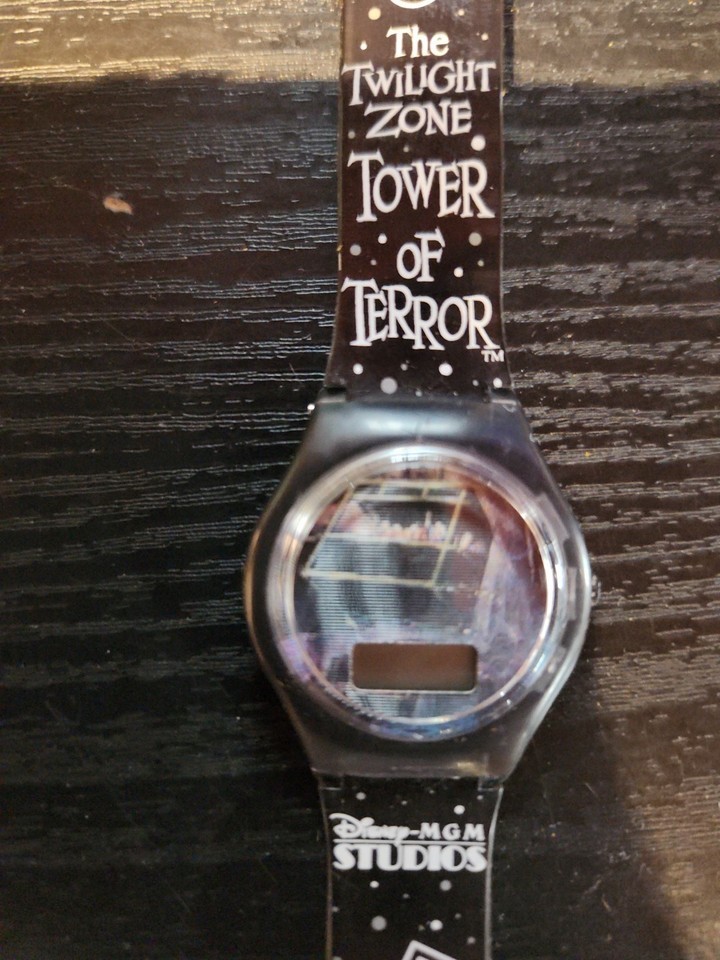 The
TWILIGHT
ZONE
TOWER
OF
TERROR
TM
Disney-MGM
STUDIOS